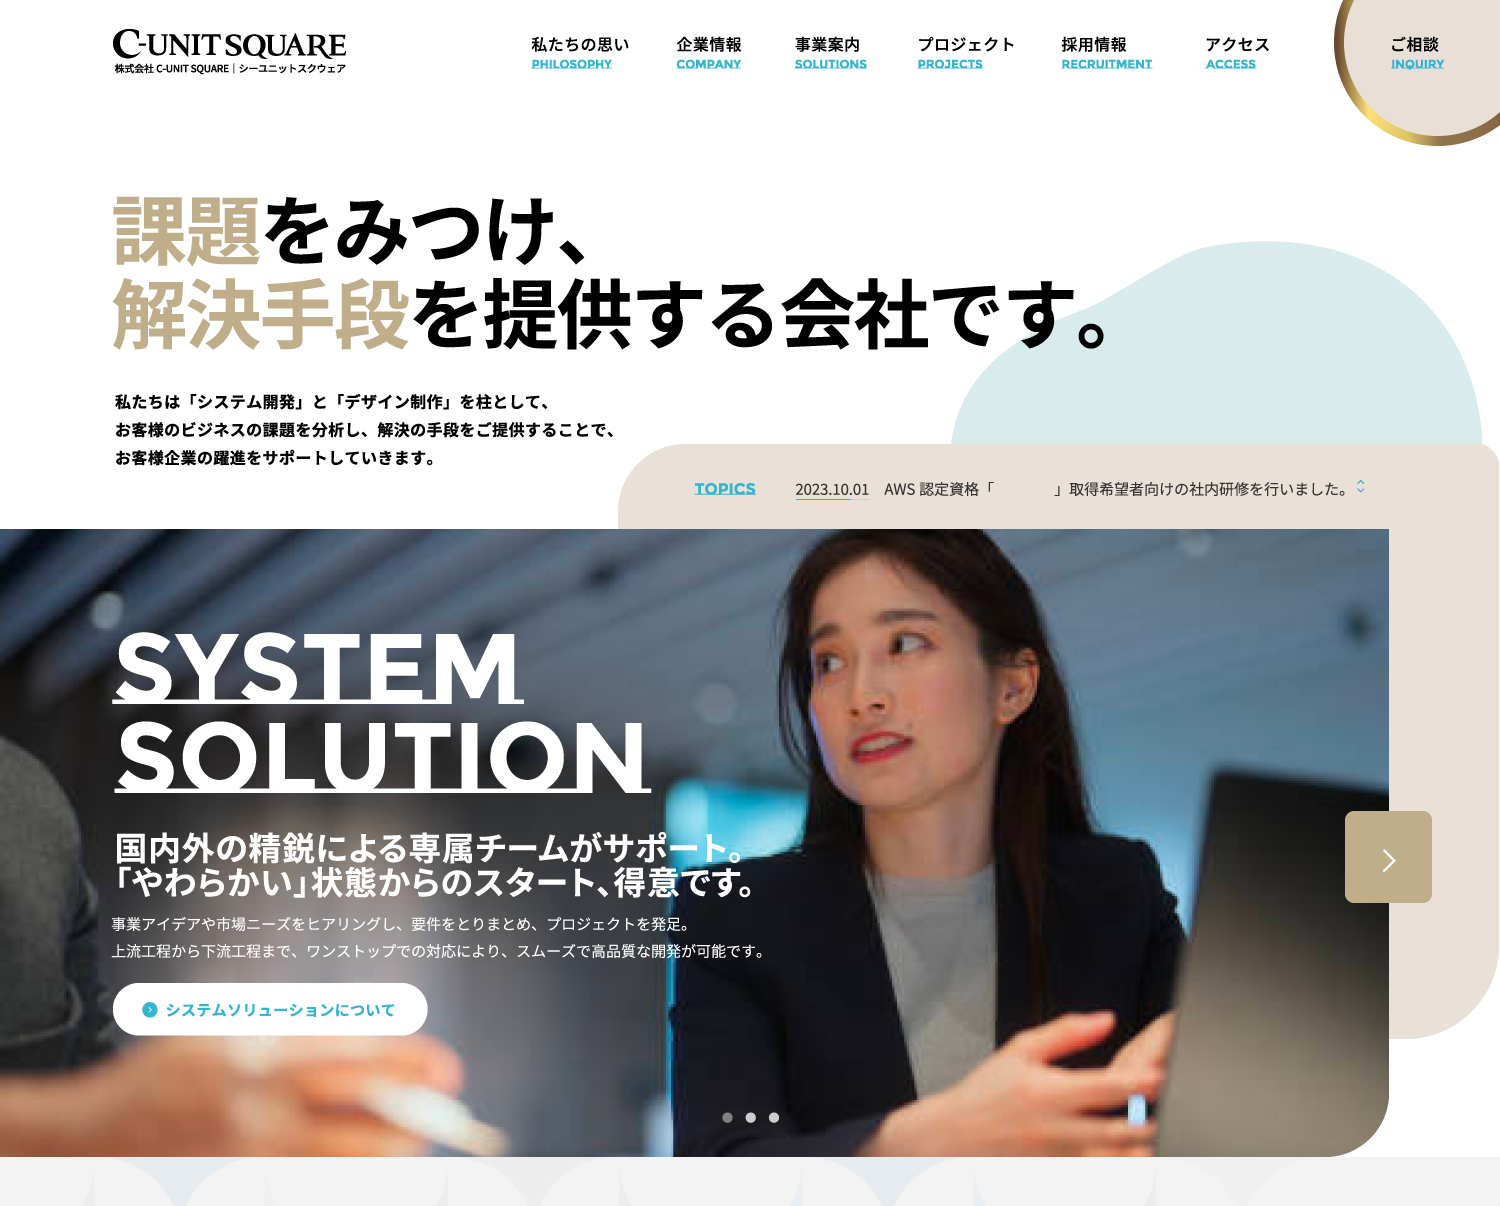 C-UNIT SQUARE
株式会社 C-UNIT SQUARE｜シーユニットスクウェア
私たちの思い
PHILOSOPHY
企業情報
COMPANY
事業案内
SOLUTIONS
プロジェクト
PROJECTS
採用情報
RECRUITMENT
アクセス
ACCESS
ご相談
INQUIRY
課題をみつけ、
解決手段を提供する会社です。
私たちは「システム開発」と「デザイン制作」を柱として、
お客様のビジネスの課題を分析し、解決の手段をご提供することで、
お客様企業の躍進をサポートしていきます。
TOPICS
2023.10.01 AWS 認定資格「　　　　」取得希望者向けの社内研修を行いました。
SYSTEM
SOLUTION
国内外の精鋭による専属チームがサポート。
「やわらかい」状態からのスタート、得意です。
事業アイデアや市場ニーズをヒアリングし、要件をとりまとめ、プロジェクトを発足。
上流工程から下流工程まで、ワンストップでの対応により、スムーズで高品質な開発が可能です。
システムソリューションについて